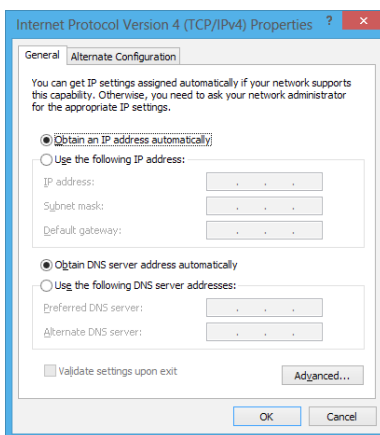 Internet Protocol Version 4 (TCP/IPv4) Properties ?
General Alternate Configuration
You can get IP settings assigned automatically if your network supports
this capability. Otherwise, you need to ask your network administrator
for the appropriate IP settings.
Obtain an IP address automatically
Use the following IP address:
IP address:
Subnet mask:
Default gateway:
Obtain DNS server address automatically
Use the following DNS server addresses:
Preferred DNS server:
Alternate DNS server:
Validate settings upon exit
Advanced...
OK Cancel